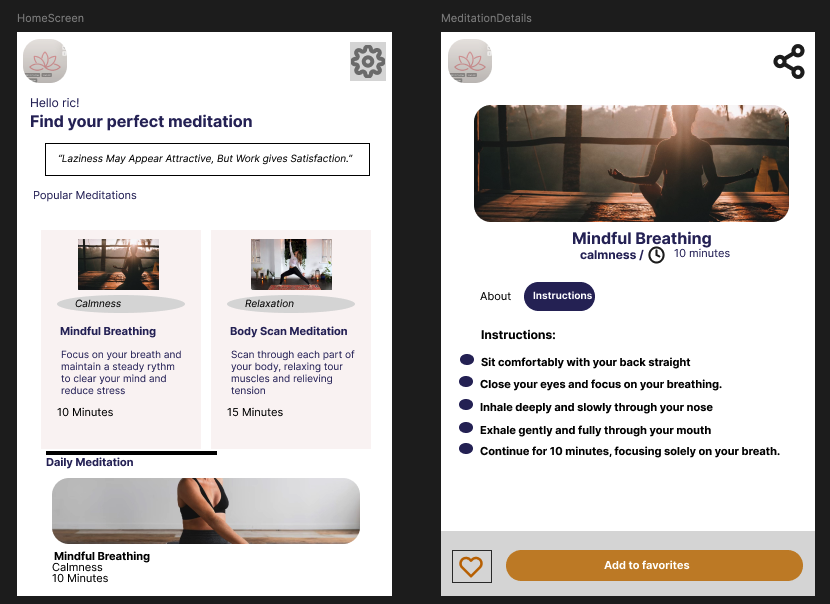 HomeScreen
Hello ric!
Find your perfect meditation
“Laziness May Appear Attractive, But Work gives Satisfaction.”
Popular Meditations
Calmness
Mindful Breathing
Focus on your breath and
maintain a steady rythm
to clear your mind and
reduce stress
10 Minutes
Relaxation
Body Scan Meditation
Scan through each part of
your body, relaxing tour
muscles and relieving
tension
15 Minutes
Daily Meditation
Mindful Breathing
Calmness
10 Minutes
MeditationDetails
Mindful Breathing
calmness / 10 minutes
About Instructions
Instructions:
Sit comfortably with your back straight
Close your eyes and focus on your breathing.
Inhale deeply and slowly through your nose
Exhale gently and fully through your mouth
Continue for 10 minutes, focusing solely on your breath.
Add to favorites